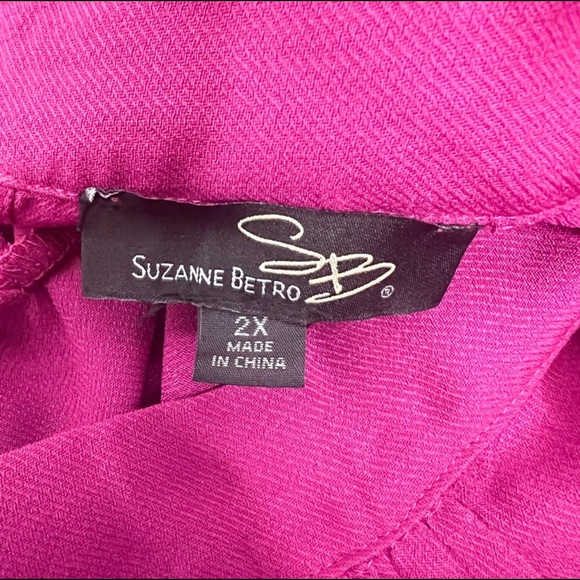 SB
SUZANNE BETRO ®
2X
MADE
IN CHINA